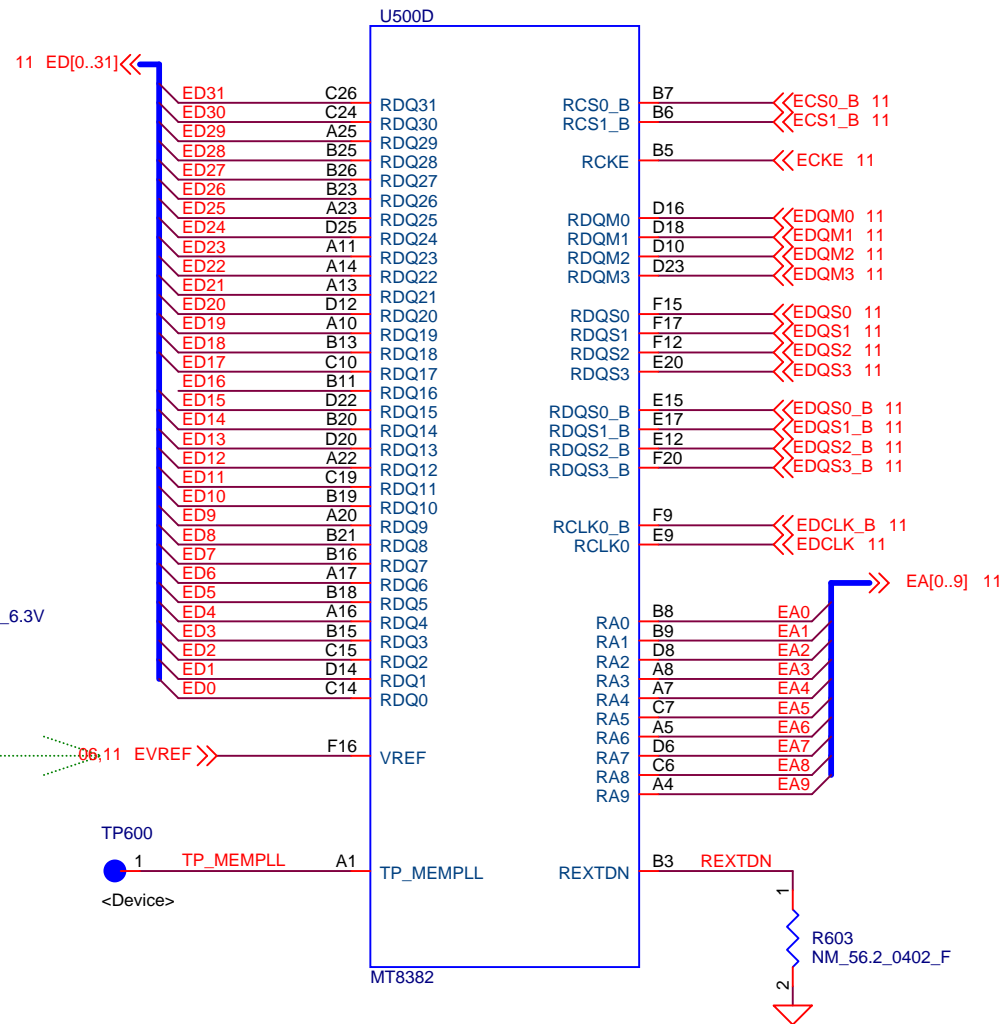 U500D
11 ED[0..31]
ED31 C26 RDQ31 RCS0_B B7 ECS0_B 11
ED30 C24 RDQ30 RCS1_B B6 ECS1_B 11
ED29 A25 RDQ29
ED28 B25 RDQ28 RCKE B5 ECKE 11
ED27 B26 RDQ27
ED26 B23 RDQ26
ED25 A23 RDQ25 RDQM0 D16 EDQM0 11
ED24 D25 RDQ24 RDQM1 D18 EDQM1 11
ED23 A11 RDQ23 RDQM2 D10 EDQM2 11
ED22 A14 RDQ22 RDQM3 D23 EDQM3 11
ED21 A13 RDQ21
ED20 D12 RDQ20 RDQS0 F15 EDQS0 11
ED19 A10 RDQ19 RDQS1 F17 EDQS1 11
ED18 B13 RDQ18 RDQS2 F12 EDQS2 11
ED17 C10 RDQ17 RDQS3 E20 EDQS3 11
ED16 B11 RDQ16
ED15 D22 RDQ15 RDQS0_B E15 EDQS0_B 11
ED14 B20 RDQ14 RDQS1_B E17 EDQS1_B 11
ED13 D20 RDQ13 RDQS2_B E12 EDQS2_B 11
ED12 A22 RDQ12 RDQS3_B F20 EDQS3_B 11
ED11 C19 RDQ11
ED10 B19 RDQ10
ED9 A20 RDQ9 RCLK0_B F9 EDCLK_B 11
ED8 B21 RDQ8 RCLK0 E9 EDCLK 11
ED7 B16 RDQ7
ED6 A17 RDQ6 EA[0..9] 11
ED5 B18 RDQ5
ED4 A16 RDQ4 RA0 B8 EA0
_6.3V
ED3 B15 RDQ3 RA1 B9 EA1
ED2 C15 RDQ2 RA2 D8 EA2
ED1 D14 RDQ1 RA3 A8 EA3
ED0 C14 RDQ0 RA4 A7 EA4
RA5 C7 EA5
RA6 A5 EA6
06,11 EVREF F16 VREF RA7 D6 EA7
RA8 C6 EA8
RA9 A4 EA9
TP600
1 TP_MEMPLL A1 TP_MEMPLL REXTDN B3 REXTDN
<Device>
1
R603
NM_56.2_0402_F
2
MT8382